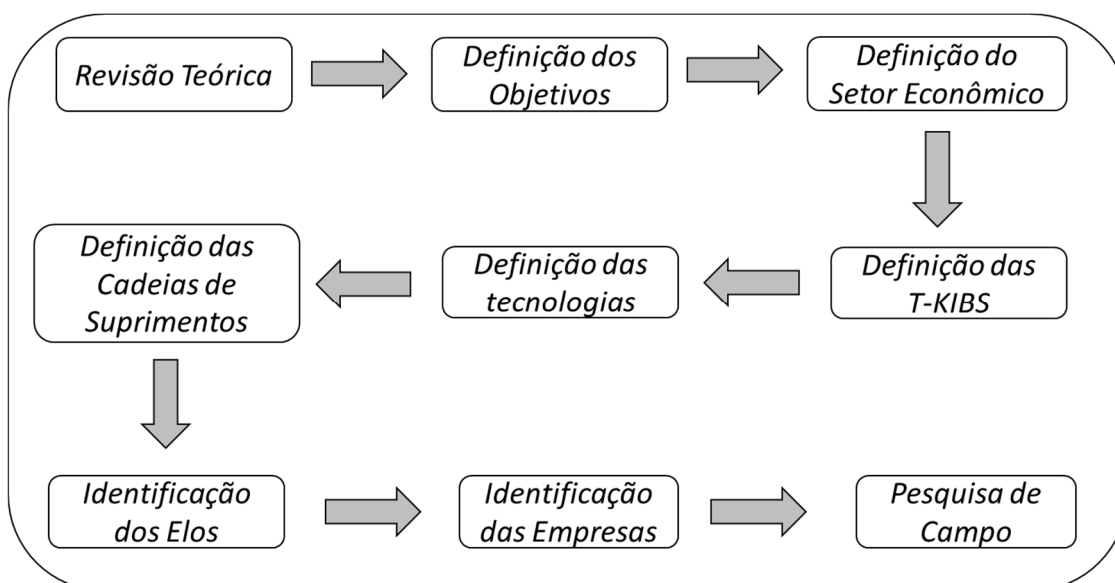 Revisão Teórica
Definição dos
Objetivos
Definição do
Setor Econômico
Definição das
T-KIBS
Definição das
tecnologias
Definição das
Cadeias de
Suprimentos
Identificação
dos Elos
Identificação
das Empresas
Pesquisa de
Campo